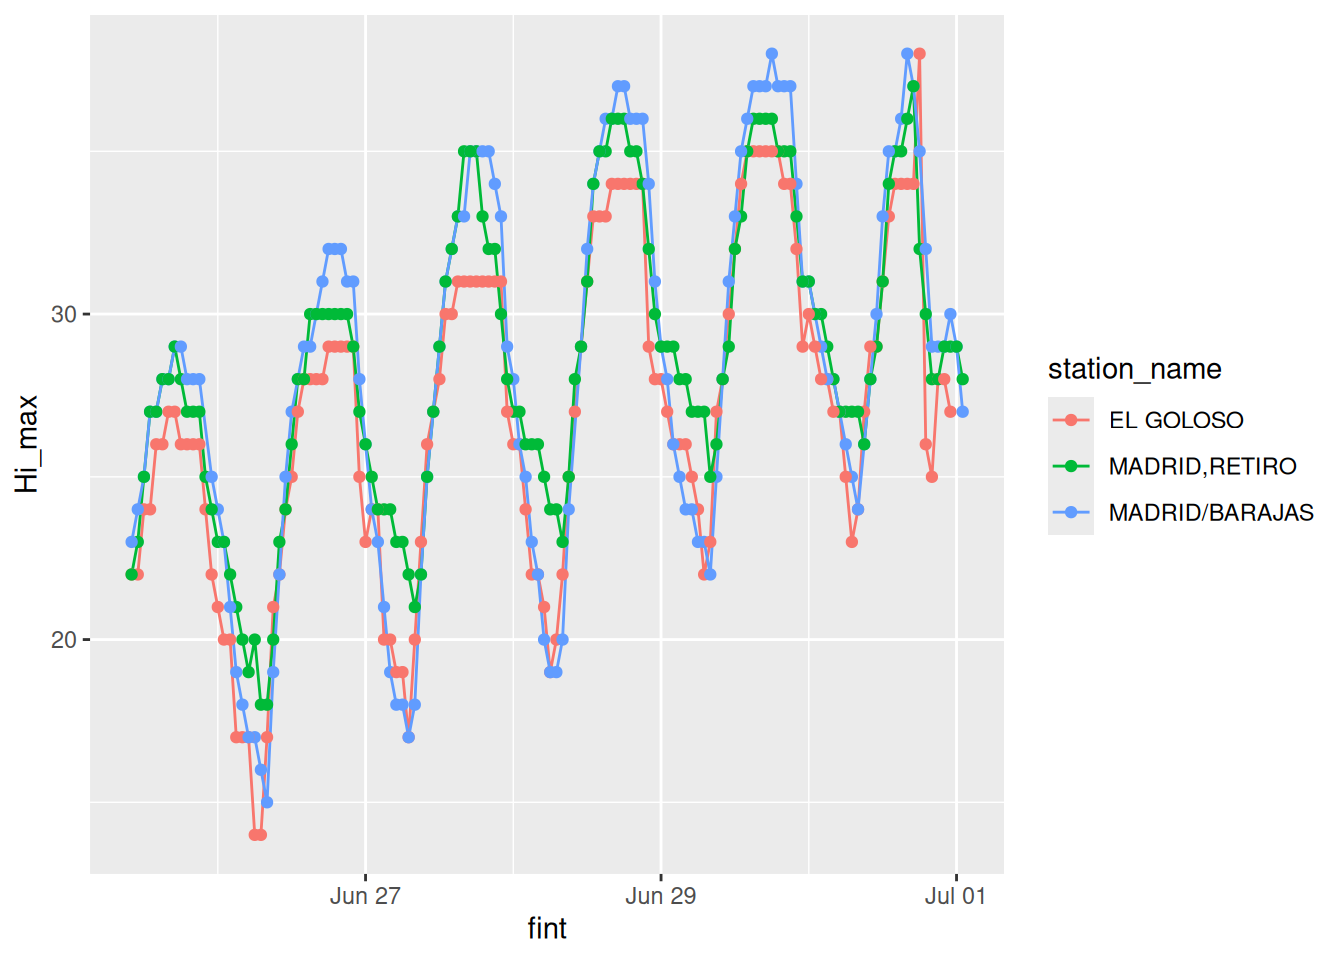 Hi_max
30
20
Jun 27
Jun 29
Jul 01
fint
station_name
EL GOLOSO
MADRID,RETIRO
MADRID/BARAJAS